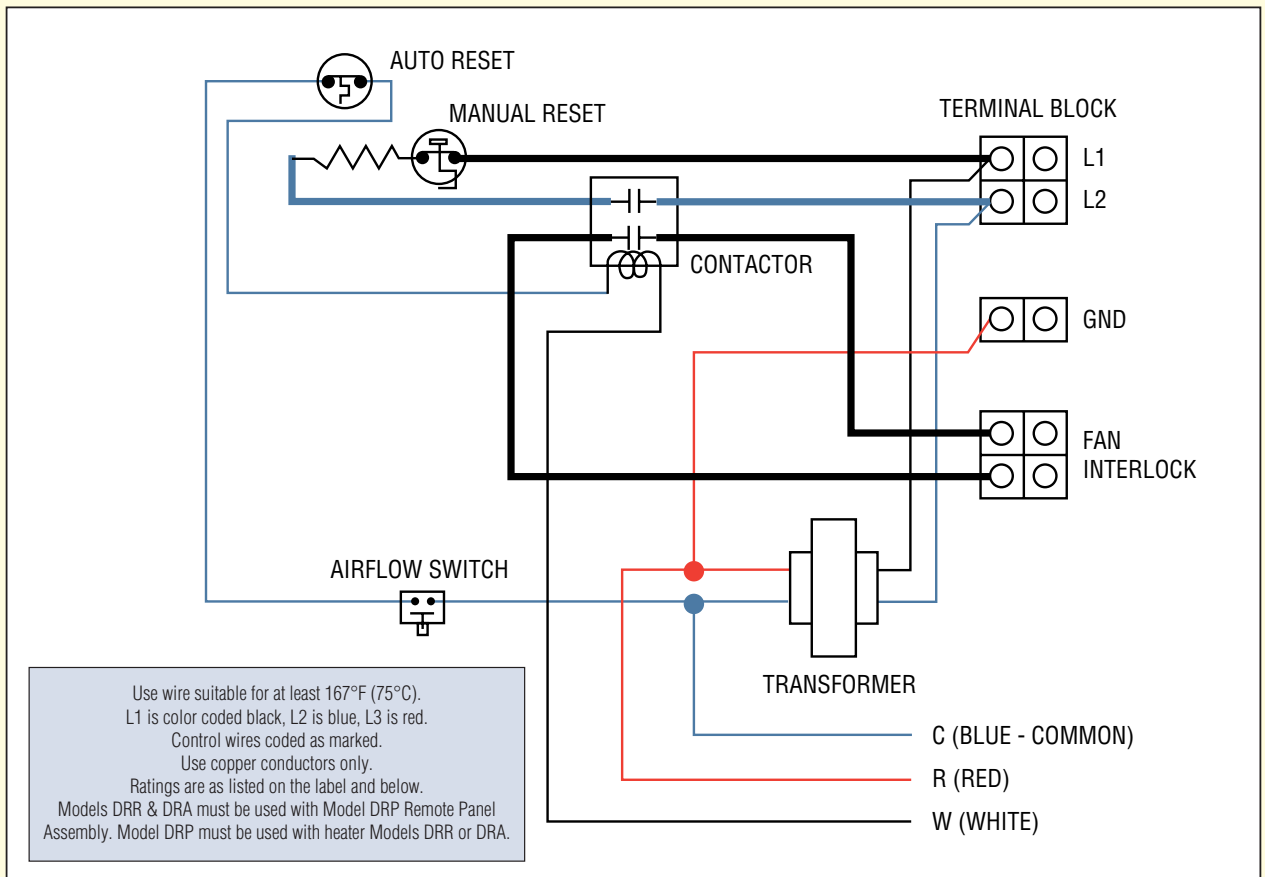 AUTO RESET
MANUAL RESET
TERMINAL BLOCK
L1
L2
CONTACTOR
GND
FAN
INTERLOCK
AIRFLOW SWITCH
TRANSFORMER
Use wire suitable for at least 167°F (75°C).
L1 is color coded black, L2 is blue, L3 is red.
Control wires coded as marked.
Use copper conductors only.
Ratings are as listed on the label and below.
Models DRR & DRA must be used with Model DRP Remote Panel
Assembly. Model DRP must be used with heater Models DRR or DRA.
C (BLUE - COMMON)
R (RED)
W (WHITE)